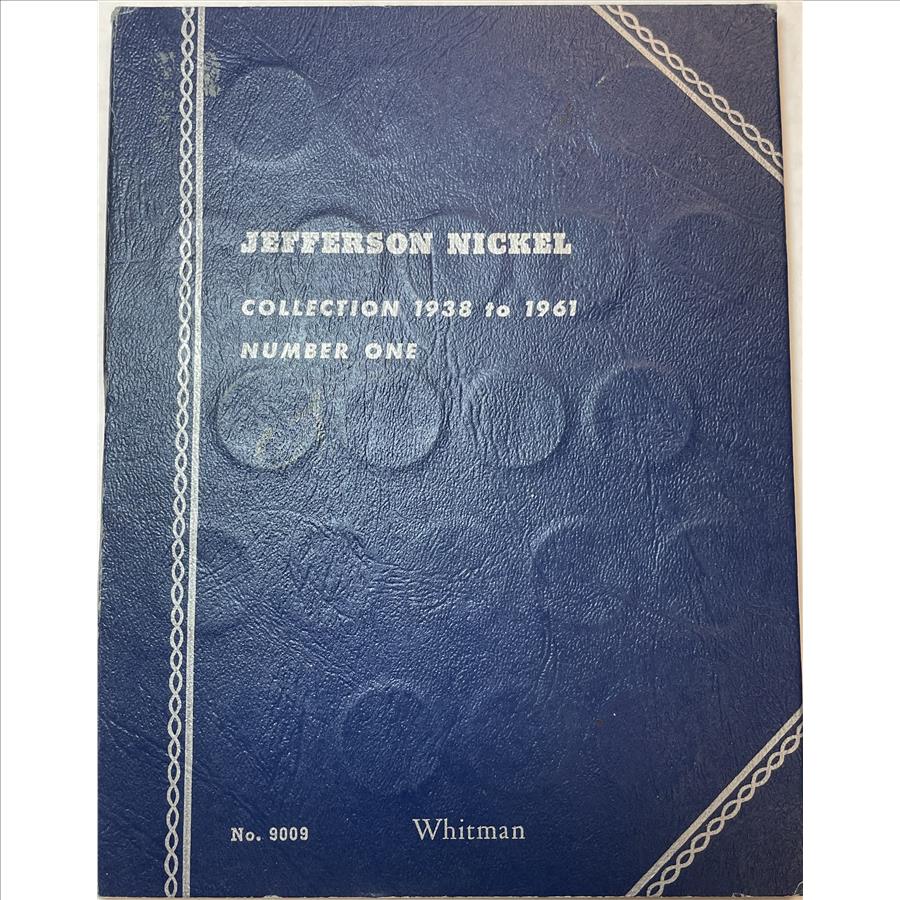 JEFFERSON NICKEL
COLLECTION 1938 to 1961
NUMBER ONE
No. 9009
Whitman